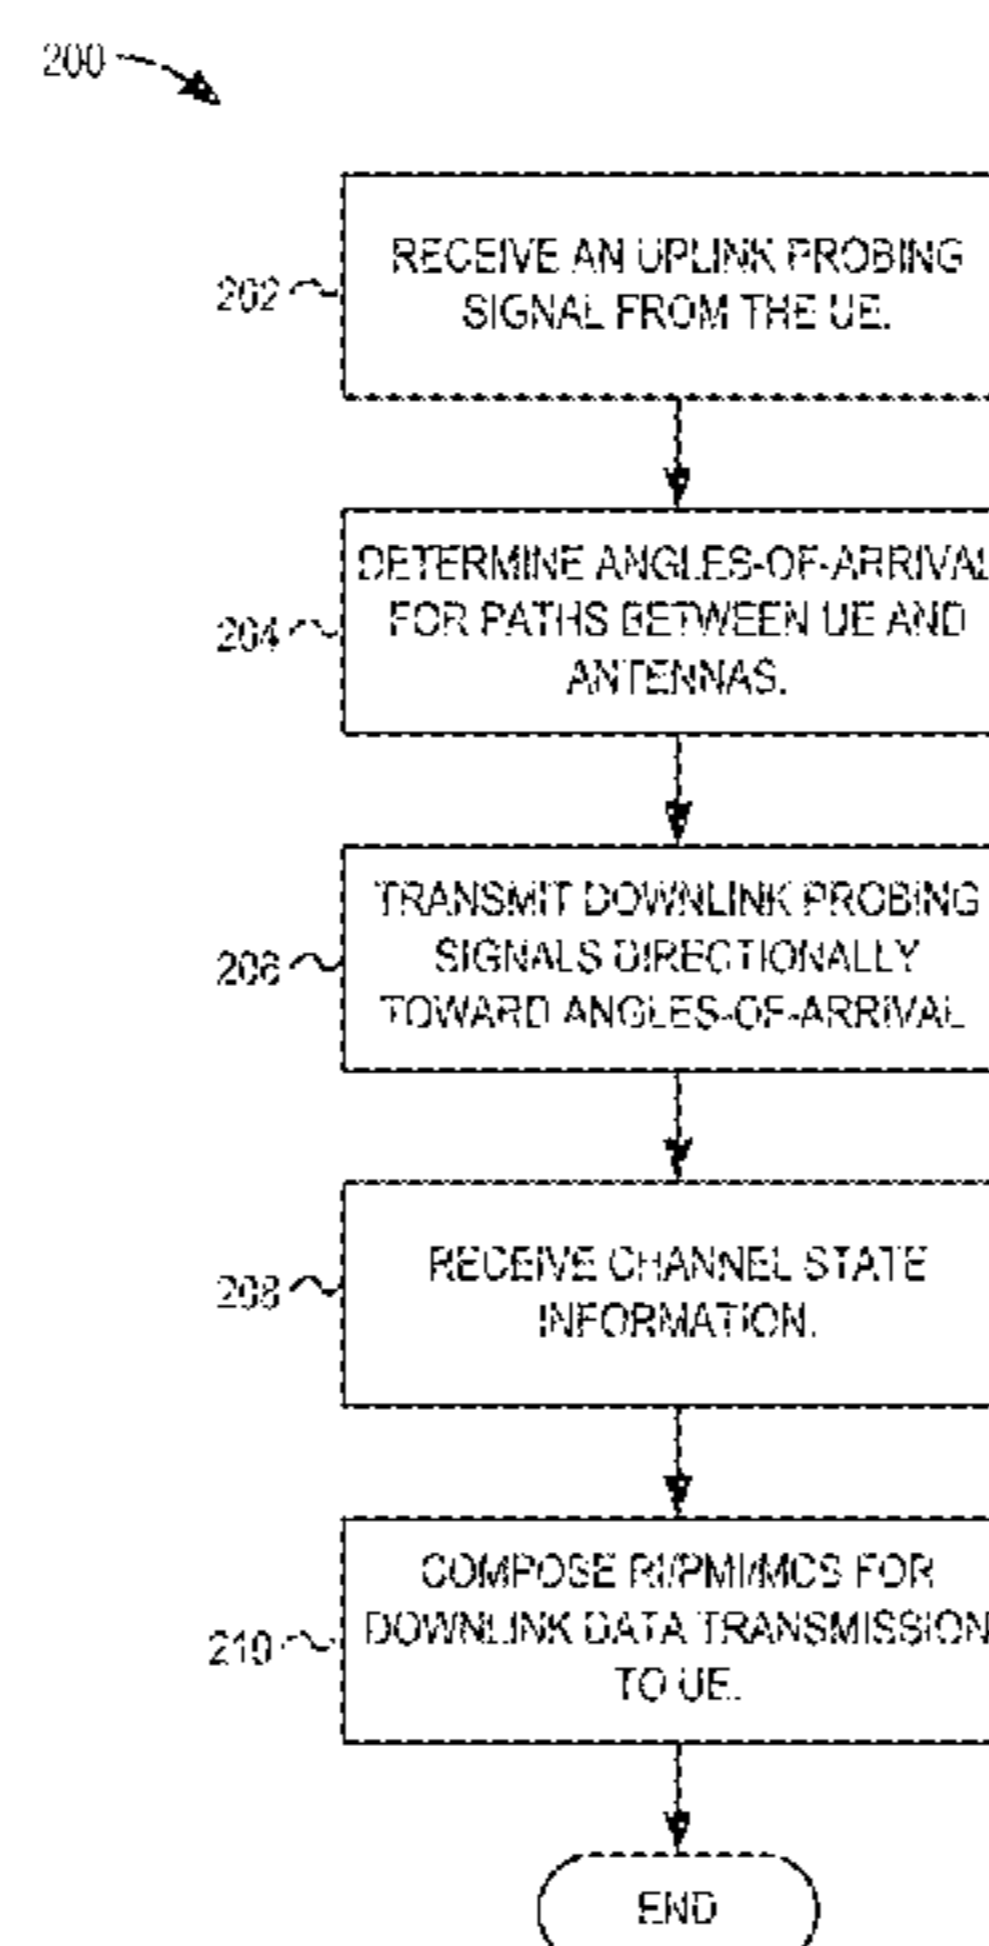 200
202
RECEIVE AN UPLINK PROBING
SIGNAL FROM THE UE.
204
DETERMINE ANGLES-OF-ARRIVAL
FOR PATHS BETWEEN UE AND
ANTENNAS.
206
TRANSMIT DOWNLINK PROBING
SIGNALS DIRECTIONALLY
TOWARD ANGLES-OF-ARRIVAL
208
RECEIVE CHANNEL STATE
INFORMATION.
210
COMPOSE RI/PMI/MCS FOR
DOWNLINK DATA TRANSMISSION
TO UE.
END